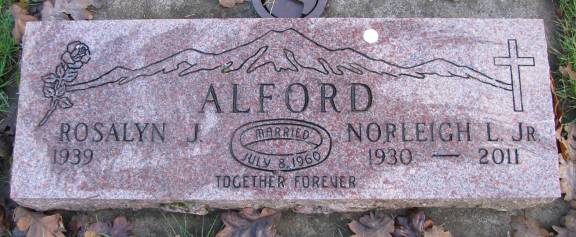 ALFORD
ROSALYN J. NORLEIGH L. JR.
1939 1930 — 2011
MARRIED
JULY 8, 1960
TOGETHER FOREVER